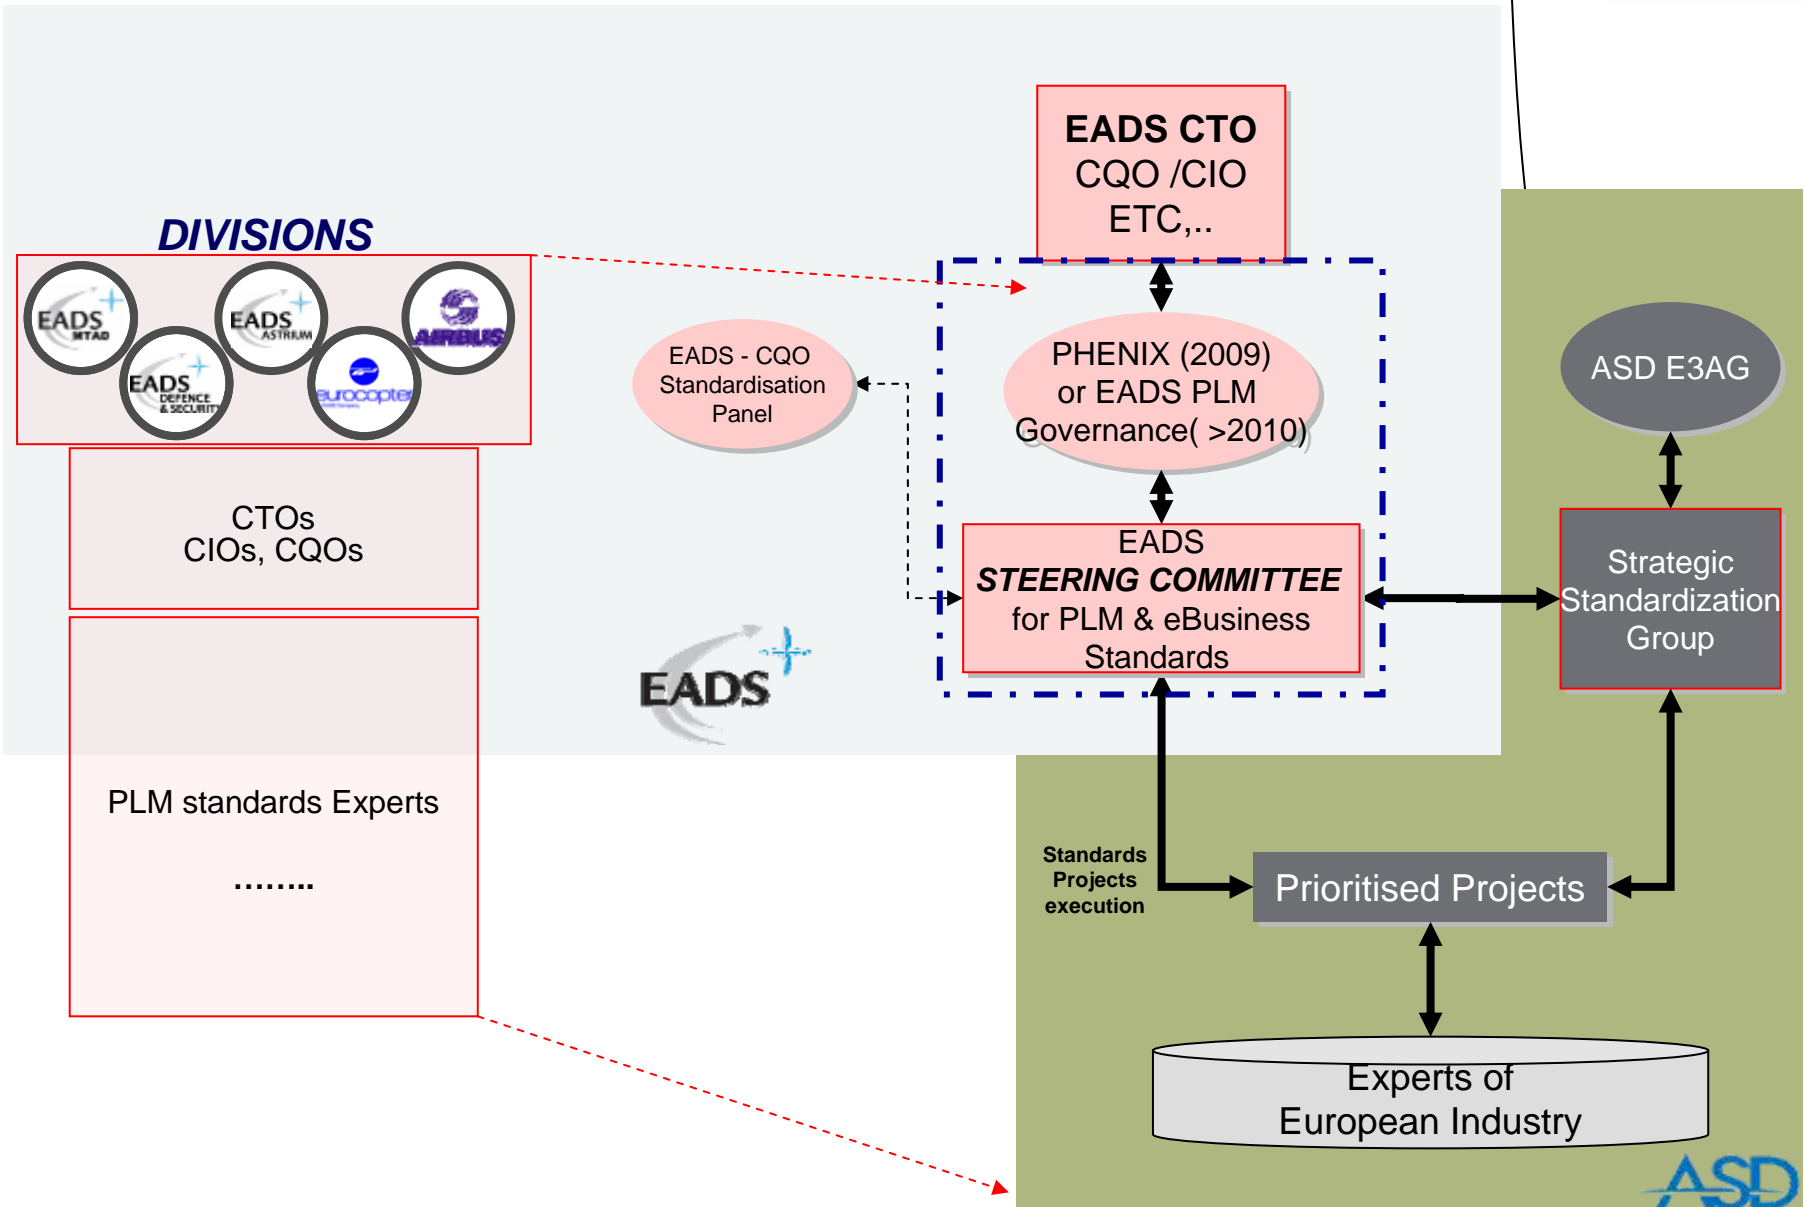 EADS CTO
CQO /CIO
ETC,..
DIVISIONS
EADS
MTAD
EADS
ASTRIUM
AIRBUS
EADS
DEFENCE
& SECURITY
eurocopter
EADS - CQO
Standardisation
Panel
PHENIX (2009)
or EADS PLM
Governance( >2010)
ASD E3AG
CTOs
CIOs, CQOs
EADS
STEERING COMMITTEE
for PLM & eBusiness
Standards
Strategic
Standardization
Group
EADS
PLM standards Experts
……..
Standards
Projects
execution
Prioritised Projects
Experts of
European Industry
ASD